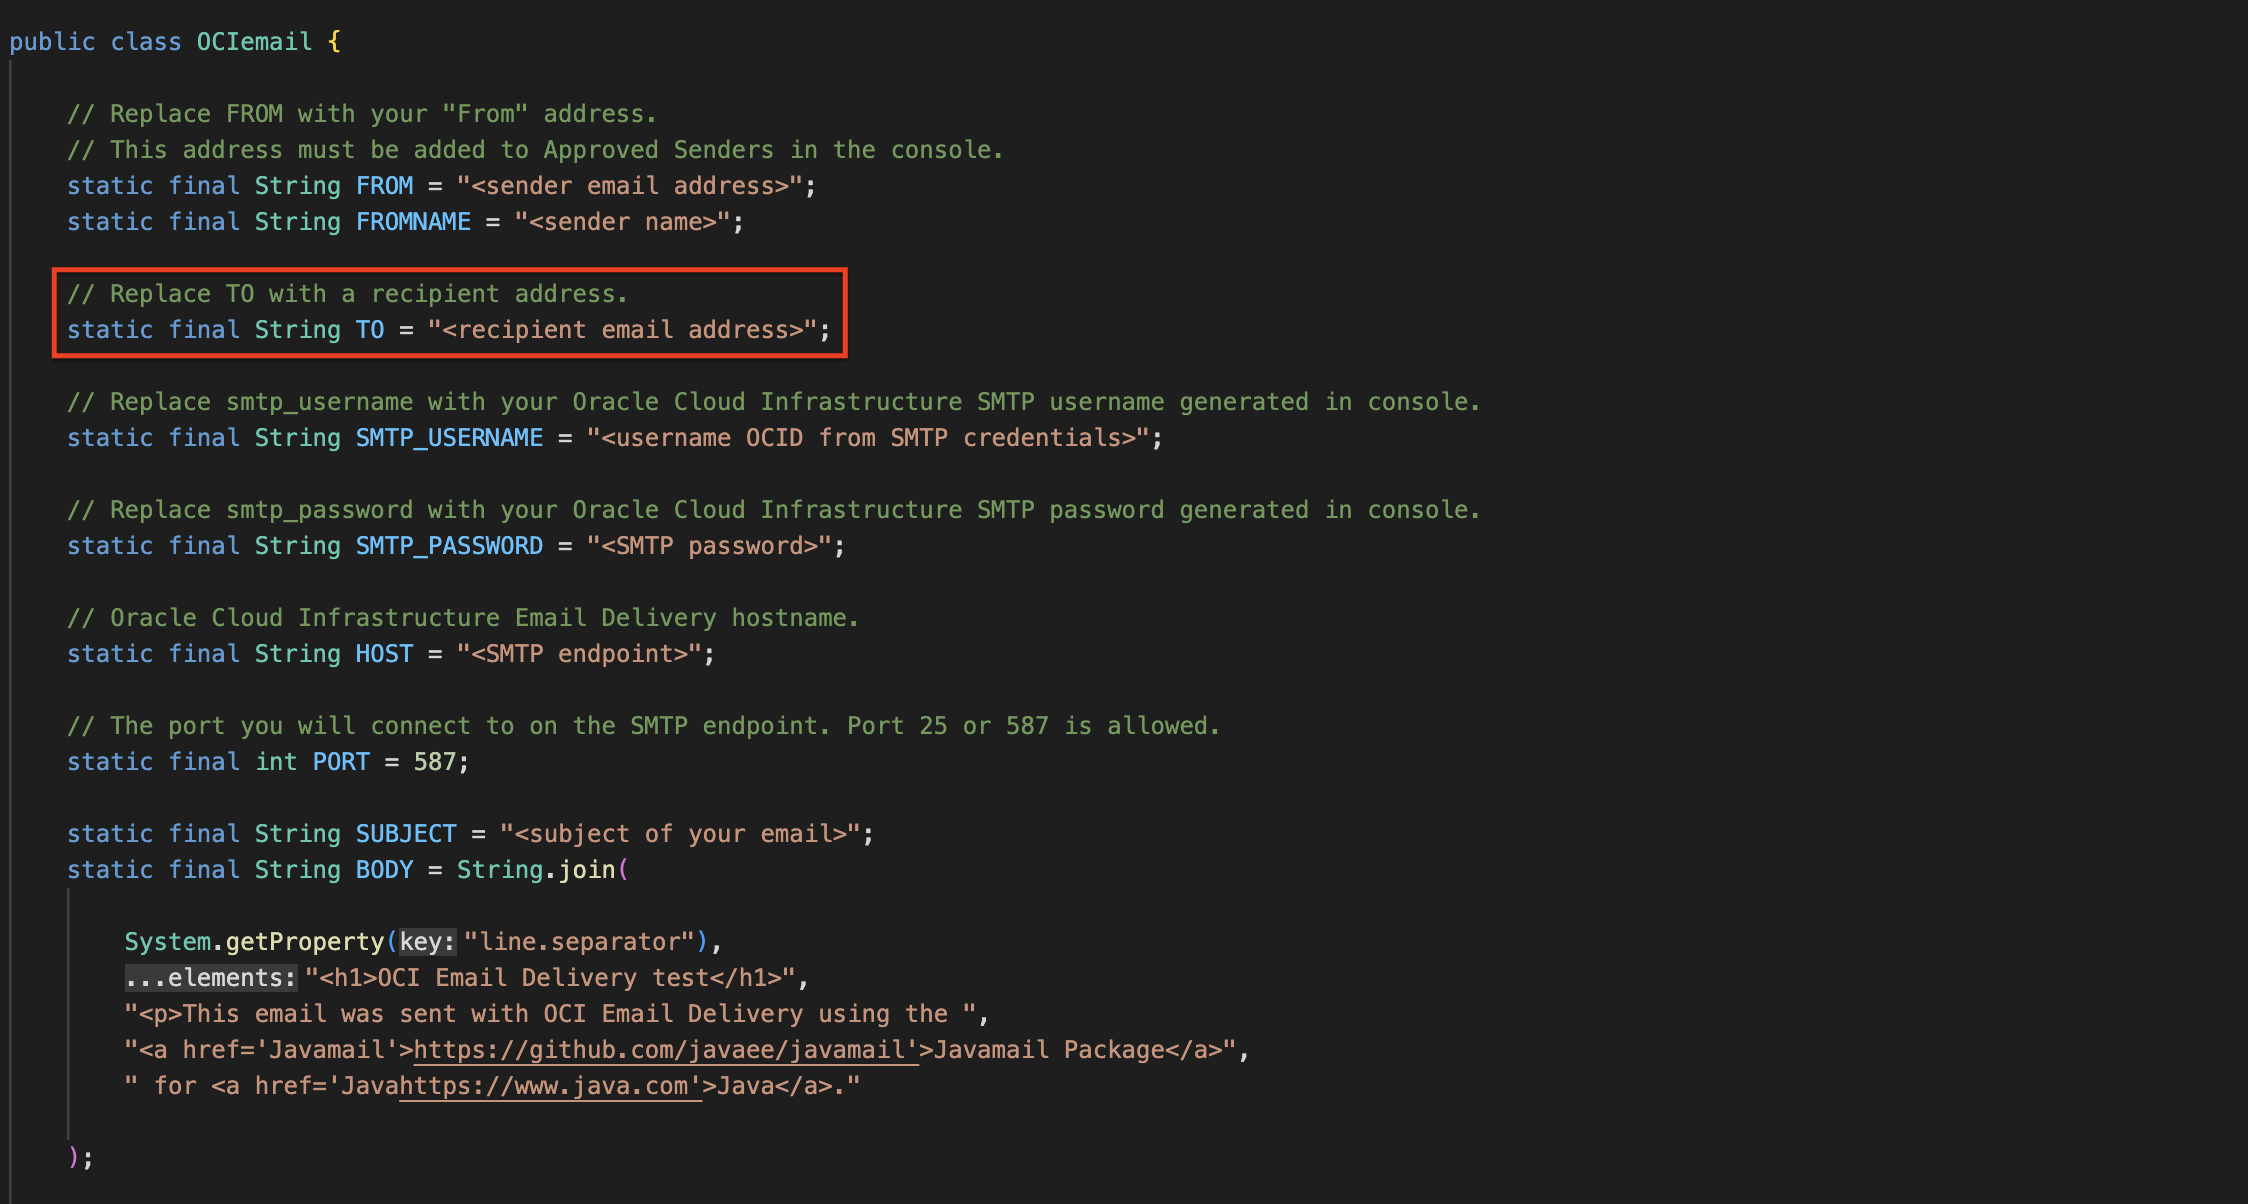 public class OCIemail {
// Replace FROM with your "From" address.
// This address must be added to Approved Senders in the console.
static final String FROM = "<sender email address>";
static final String FROMNAME = "<sender name>";
// Replace TO with a recipient address.
static final String TO = "<recipient email address>";
// Replace smtp_username with your Oracle Cloud Infrastructure SMTP username generated in console.
static final String SMTP_USERNAME = "<username OCID from SMTP credentials>";
// Replace smtp_password with your Oracle Cloud Infrastructure SMTP password generated in console.
static final String SMTP_PASSWORD = "<SMTP password>";
// Oracle Cloud Infrastructure Email Delivery hostname.
static final String HOST = "<SMTP endpoint>";
// The port you will connect to on the SMTP endpoint. Port 25 or 587 is allowed.
static final int PORT = 587;
static final String SUBJECT = "<subject of your email>";
static final String BODY = String.join(
System.getProperty(key:"line.separator"),
...elements:"<h1>OCI Email Delivery test</h1>",
"<p>This email was sent with OCI Email Delivery using the ",
"<a href='Javamail'>https://github.com/javaee/javamail'>Javamail Package</a>",
" for <a href='Javahttps://www.java.com'>Java</a>."
);